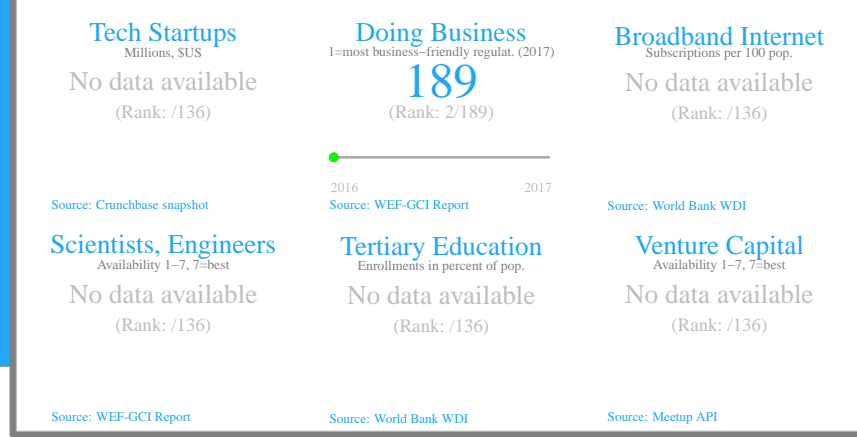 Tech Startups
Millions, $US
No data available
(Rank: /136)
Source: Crunchbase snapshot
Doing Business
1=most business−friendly regulat. (2017)
189
(Rank: 2/189)
2016
2017
Source: WEF-GCI Report
Broadband Internet
Subscriptions per 100 pop.
No data available
(Rank: /136)
Source: World Bank WDI
Scientists, Engineers
Availability 1−7, 7=best
No data available
(Rank: /136)
Source: WEF-GCI Report
Tertiary Education
Enrollments in percent of pop.
No data available
(Rank: /136)
Source: World Bank WDI
Venture Capital
Availability 1−7, 7=best
No data available
(Rank: /136)
Source: Meetup API